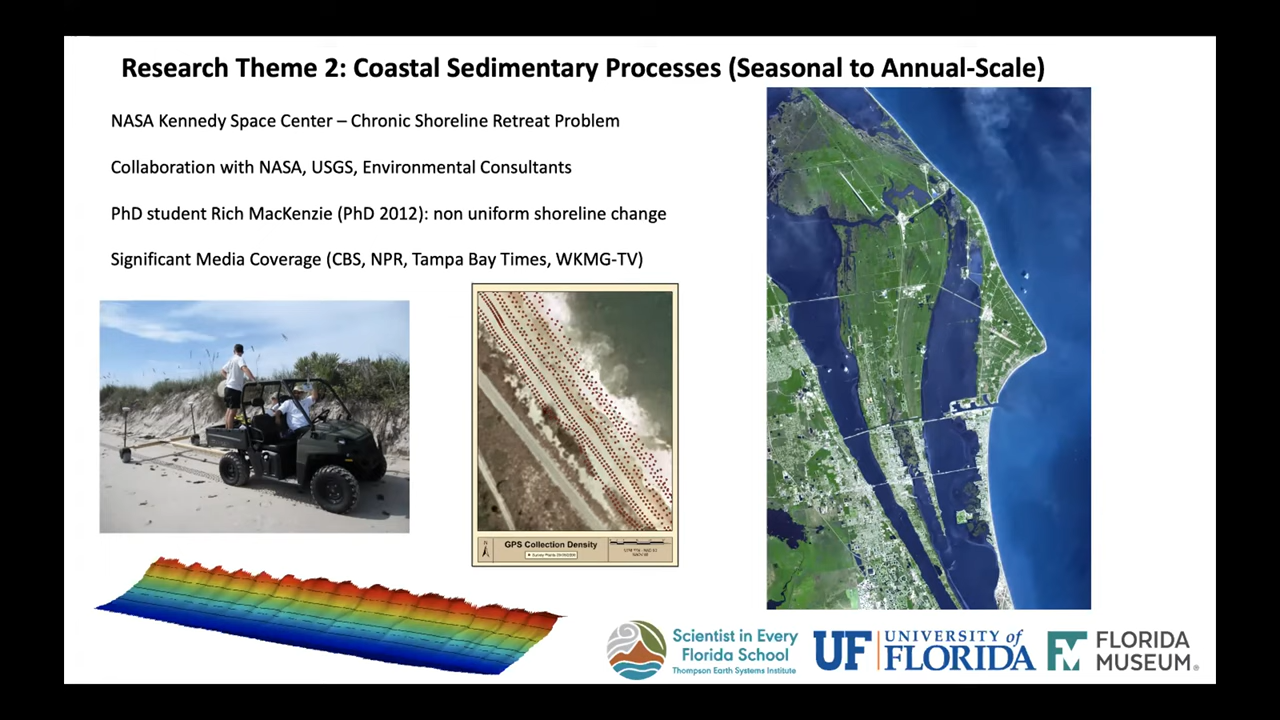 Research Theme 2: Coastal Sedimentary Processes (Seasonal to Annual-Scale)
NASA Kennedy Space Center – Chronic Shoreline Retreat Problem
Collaboration with NASA, USGS, Environmental Consultants
PhD student Rich MacKenzie (PhD 2012): non uniform shoreline change
Significant Media Coverage (CBS, NPR, Tampa Bay Times, WKMG-TV)
N
GPS Collection Density
Scientist in Every
Florida School
Thompson Earth Systems Institute
UF
UNIVERSITY of
FLORIDA
FM
FLORIDA
MUSEUM®